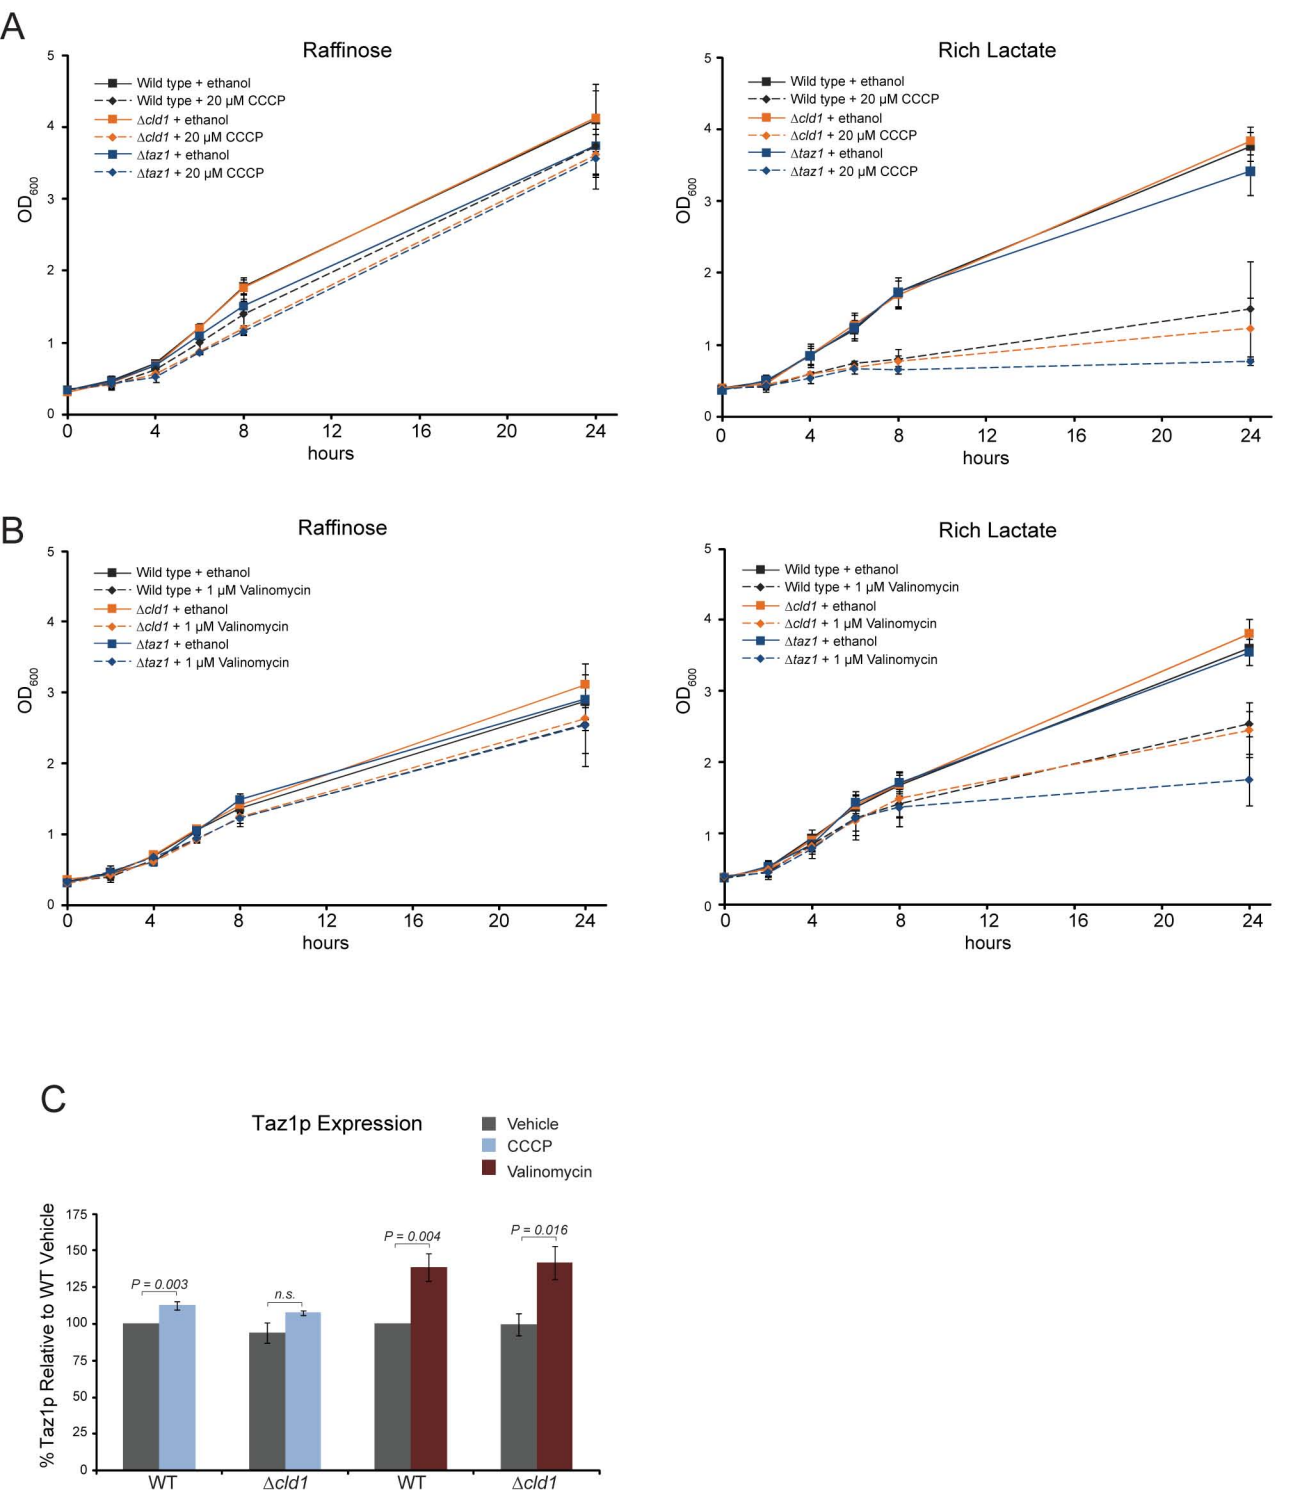 A
Raffinose
5
4
3
2
1
0
OD600
Wild type + ethanol
Wild type + 20 µM CCCP
Δcld1 + ethanol
Δcld1 + 20 µM CCCP
Δtaz1 + ethanol
Δtaz1 + 20 µM CCCP
0 4 8 12 16 20 24
hours
Rich Lactate
5
4
3
2
1
0
OD600
Wild type + ethanol
Wild type + 20 µM CCCP
Δcld1 + ethanol
Δcld1 + 20 µM CCCP
Δtaz1 + ethanol
Δtaz1 + 20 µM CCCP
0 4 8 12 16 20 24
hours
B
Raffinose
5
4
3
2
1
0
OD600
Wild type + ethanol
Wild type + 1 µM Valinomycin
Δcld1 + ethanol
Δcld1 + 1 µM Valinomycin
Δtaz1 + ethanol
Δtaz1 + 1 µM Valinomycin
0 4 8 12 16 20 24
hours
Rich Lactate
5
4
3
2
1
0
OD600
Wild type + ethanol
Wild type + 1 µM Valinomycin
Δcld1 + ethanol
Δcld1 + 1 µM Valinomycin
Δtaz1 + ethanol
Δtaz1 + 1 µM Valinomycin
0 4 8 12 16 20 24
hours
C
Taz1p Expression
Vehicle
CCCP
Valinomycin
% Taz1p Relative to WT Vehicle
175
150
125
100
75
50
25
0
P = 0.003
n.s.
P = 0.004
P = 0.016
WT Δcld1 WT Δcld1